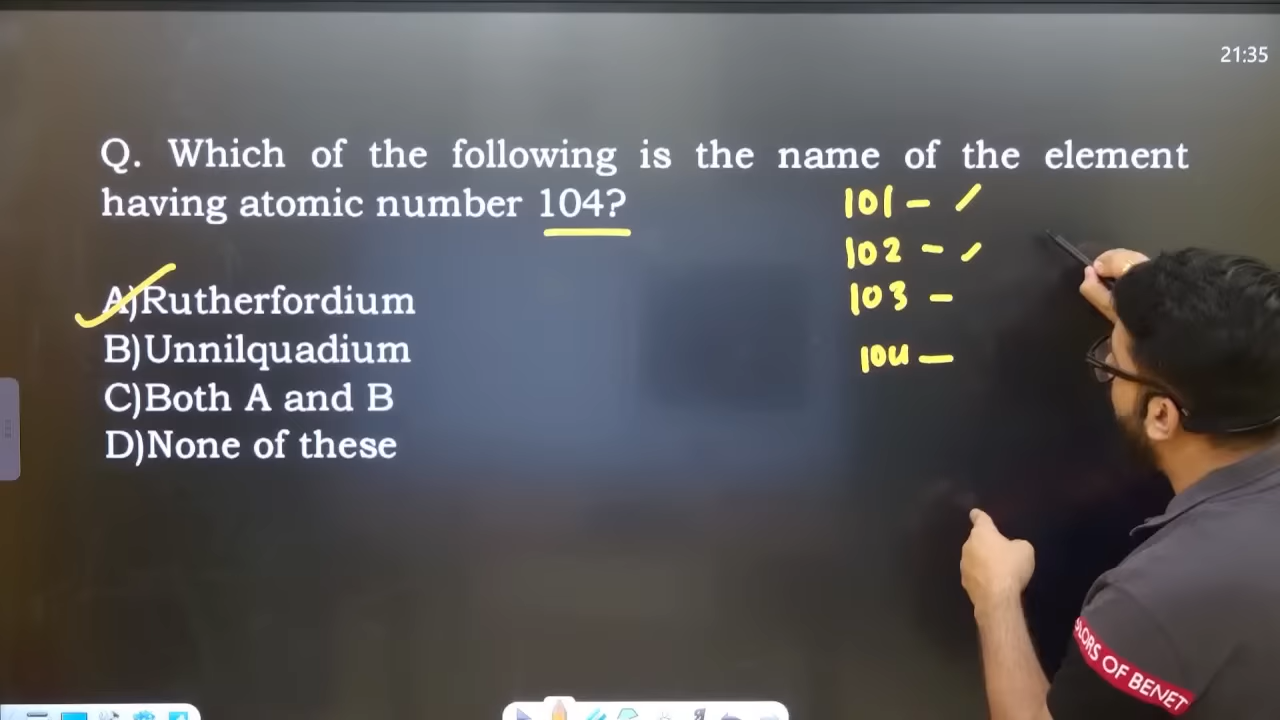 21:35
Q. Which of the following is the name of the element
having atomic number 104?
101 - /
102 - /
103 -
104 —
A)Rutherfordium
B)Unnilquadium
C)Both A and B
D)None of these
OLORS OF BENET